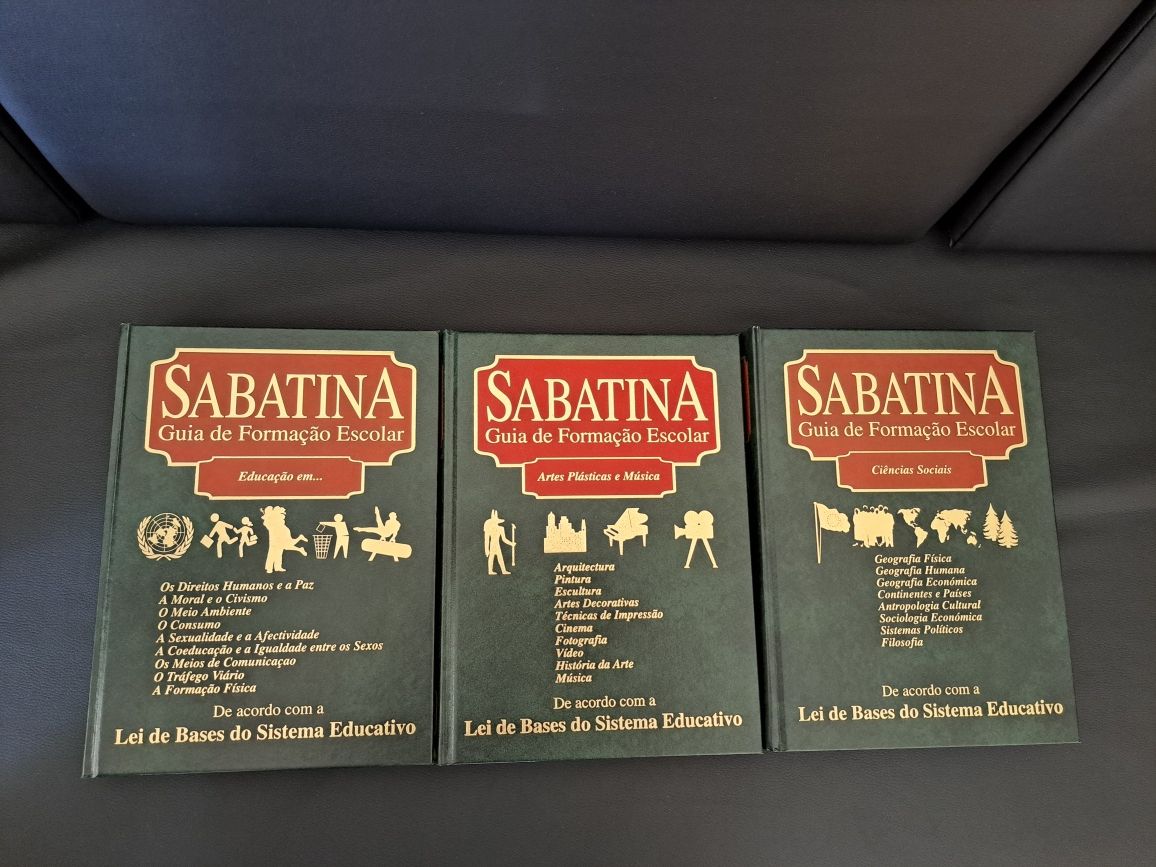 SABATINA
Guia de Formação Escolar
Educação em...
Os Direitos Humanos e a Paz
A Moral e o Civismo
O Meio Ambiente
O Consumo
A Sexualidade e a Afectividade
A Coeducação e a Igualdade entre os Sexos
Os Meios de Comunicaçao
O Tráfego Viário
A Formação Física
De acordo com a
Lei de Bases do Sistema Educativo
SABATINA
Guia de Formação Escolar
Artes Plásticas e Música
Arquitectura
Pintura
Escultura
Artes Decorativas
Técnicas de Impressão
Cinema
Fotografia
Vídeo
História da Arte
Música
De acordo com a
Lei de Bases do Sistema Educativo
SABATINA
Guia de Formação Escolar
Ciências Sociais
Geografia Física
Geografia Humana
Geografia Económica
Continentes e Países
Antropologia Cultural
Sociologia Económica
Sistemas Políticos
Filosofia
De acordo com a
Lei de Bases do Sistema Educativo